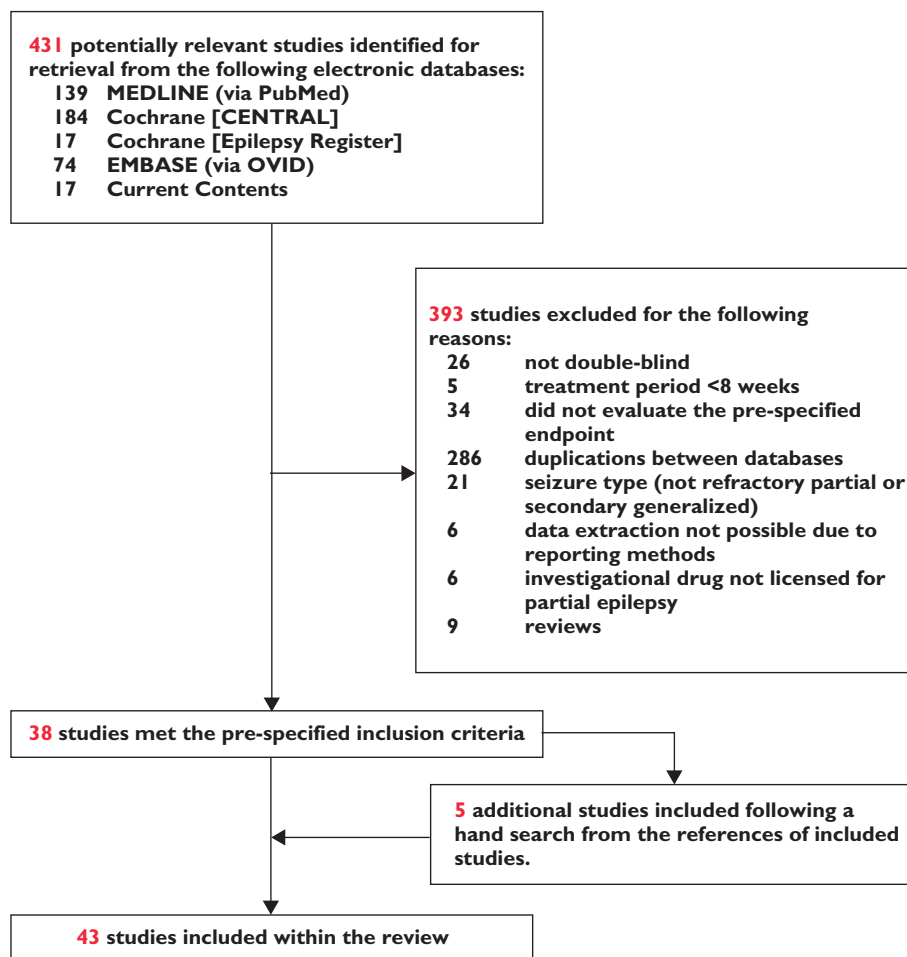 431 potentially relevant studies identified for
retrieval from the following electronic databases:
139 MEDLINE (via PubMed)
184 Cochrane [CENTRAL]
17 Cochrane [Epilepsy Register]
74 EMBASE (via OVID)
17 Current Contents
393 studies excluded for the following
reasons:
26 not double-blind
5 treatment period <8 weeks
34 did not evaluate the pre-specified
endpoint
286 duplications between databases
21 seizure type (not refractory partial or
secondary generalized)
6 data extraction not possible due to
reporting methods
6 investigational drug not licensed for
partial epilepsy
9 reviews
38 studies met the pre-specified inclusion criteria
5 additional studies included following a
hand search from the references of included
studies.
43 studies included within the review